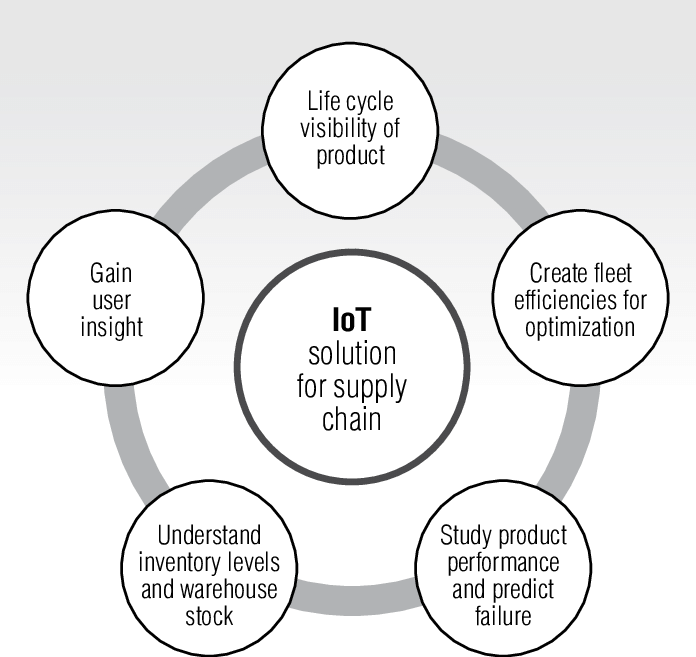 Life cycle
visibility of
product
Gain
user
insight
Create fleet
efficiencies for
optimization
IoT
solution
for supply
chain
Understand
inventory levels
and warehouse
stock
Study product
performance
and predict
failure